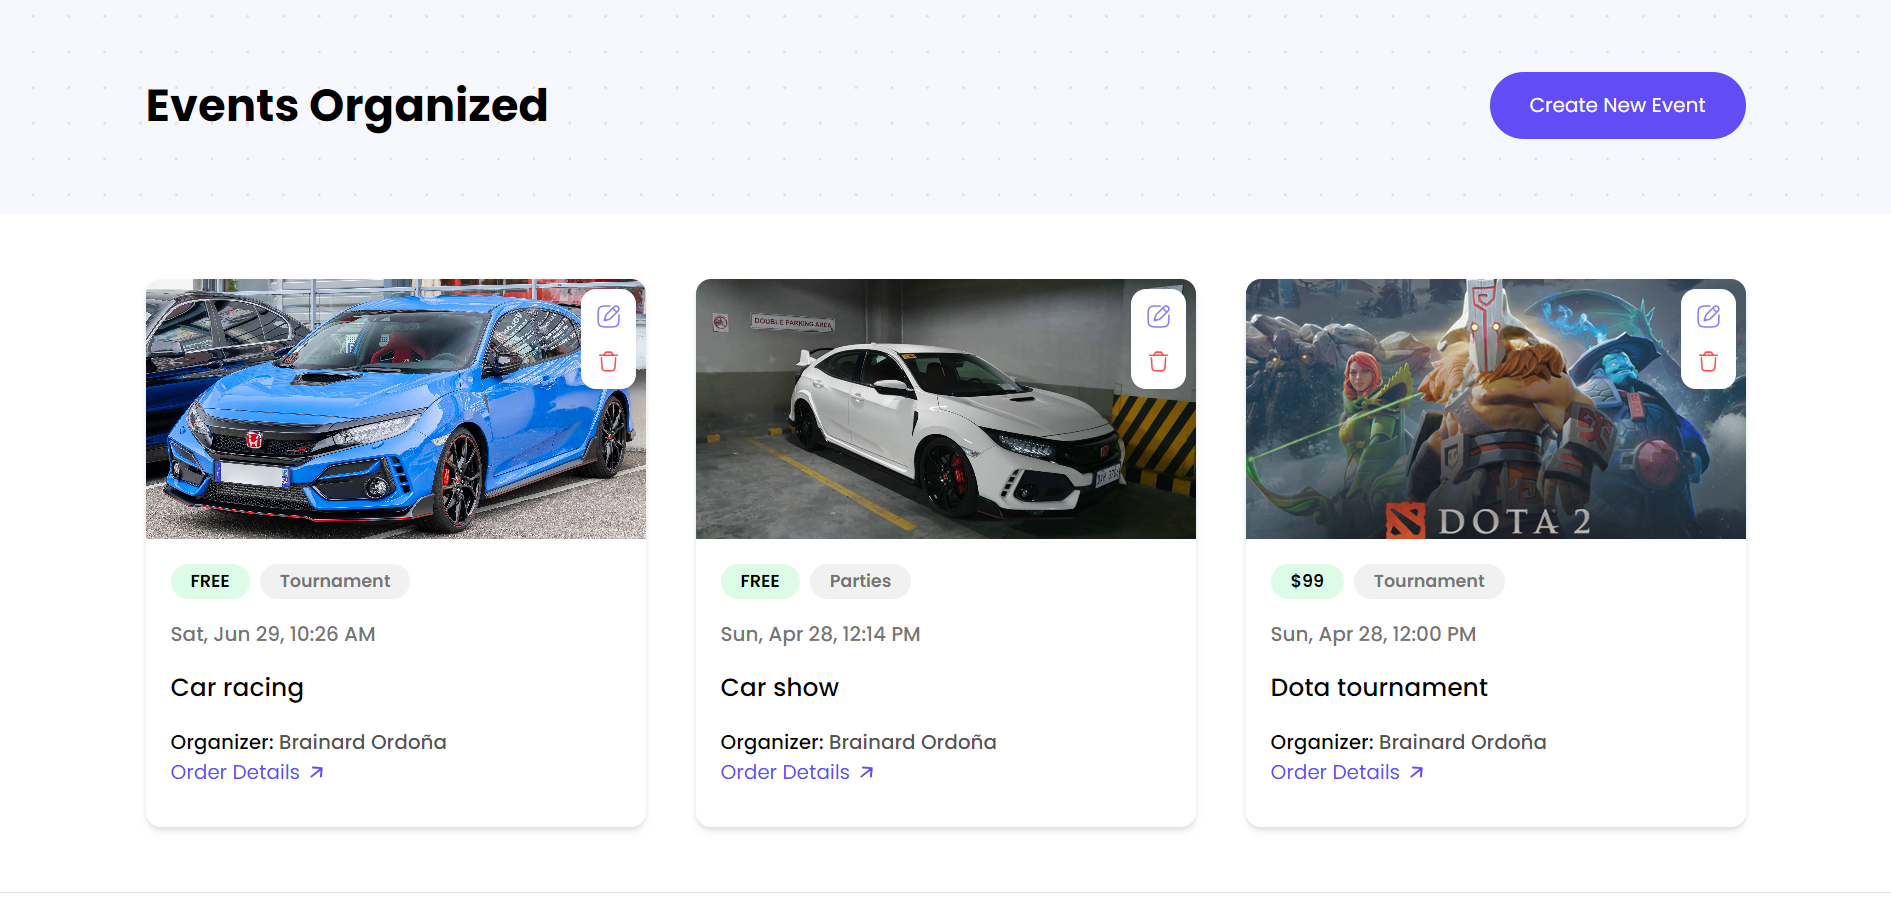 Events Organized
Create New Event
DOUBLE PARKING AREA
DOTA 2
FREE
Tournament
Sat, Jun 29, 10:26 AM
Car racing
Organizer: Brainard Ordoña
Order Details
FREE
Parties
Sun, Apr 28, 12:14 PM
Car show
Organizer: Brainard Ordoña
Order Details
$99
Tournament
Sun, Apr 28, 12:00 PM
Dota tournament
Organizer: Brainard Ordoña
Order Details